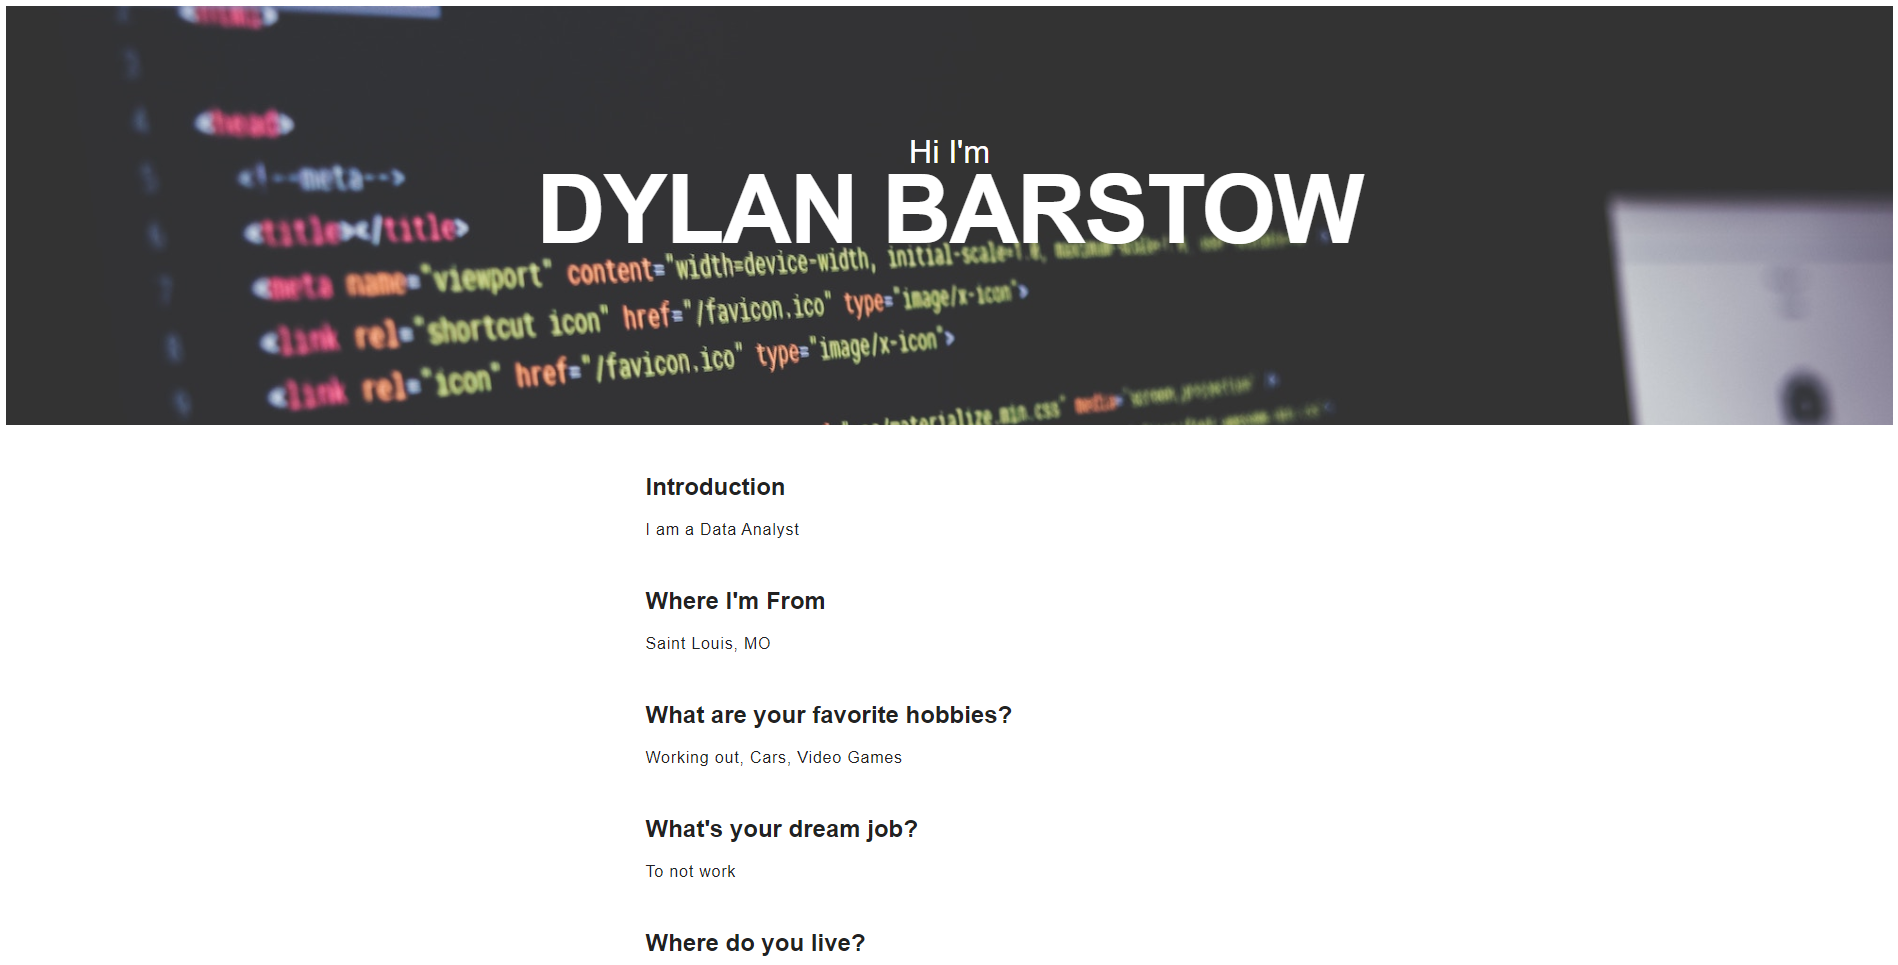 <head>
<!--meta-->
<title></title>
Hi I'm
DYLAN BARSTOW
<meta name="viewport" content="width=device-width, initial-scale=1.0,
<link rel="shortcut icon" href="/favicon.ico" type="image/x-icon">
<link rel="icon" href="/favicon.ico" type="image/x-icon">
/materialize.min.css" media="screen,projection"
Introduction
I am a Data Analyst
Where I'm From
Saint Louis, MO
What are your favorite hobbies?
Working out, Cars, Video Games
What's your dream job?
To not work
Where do you live?